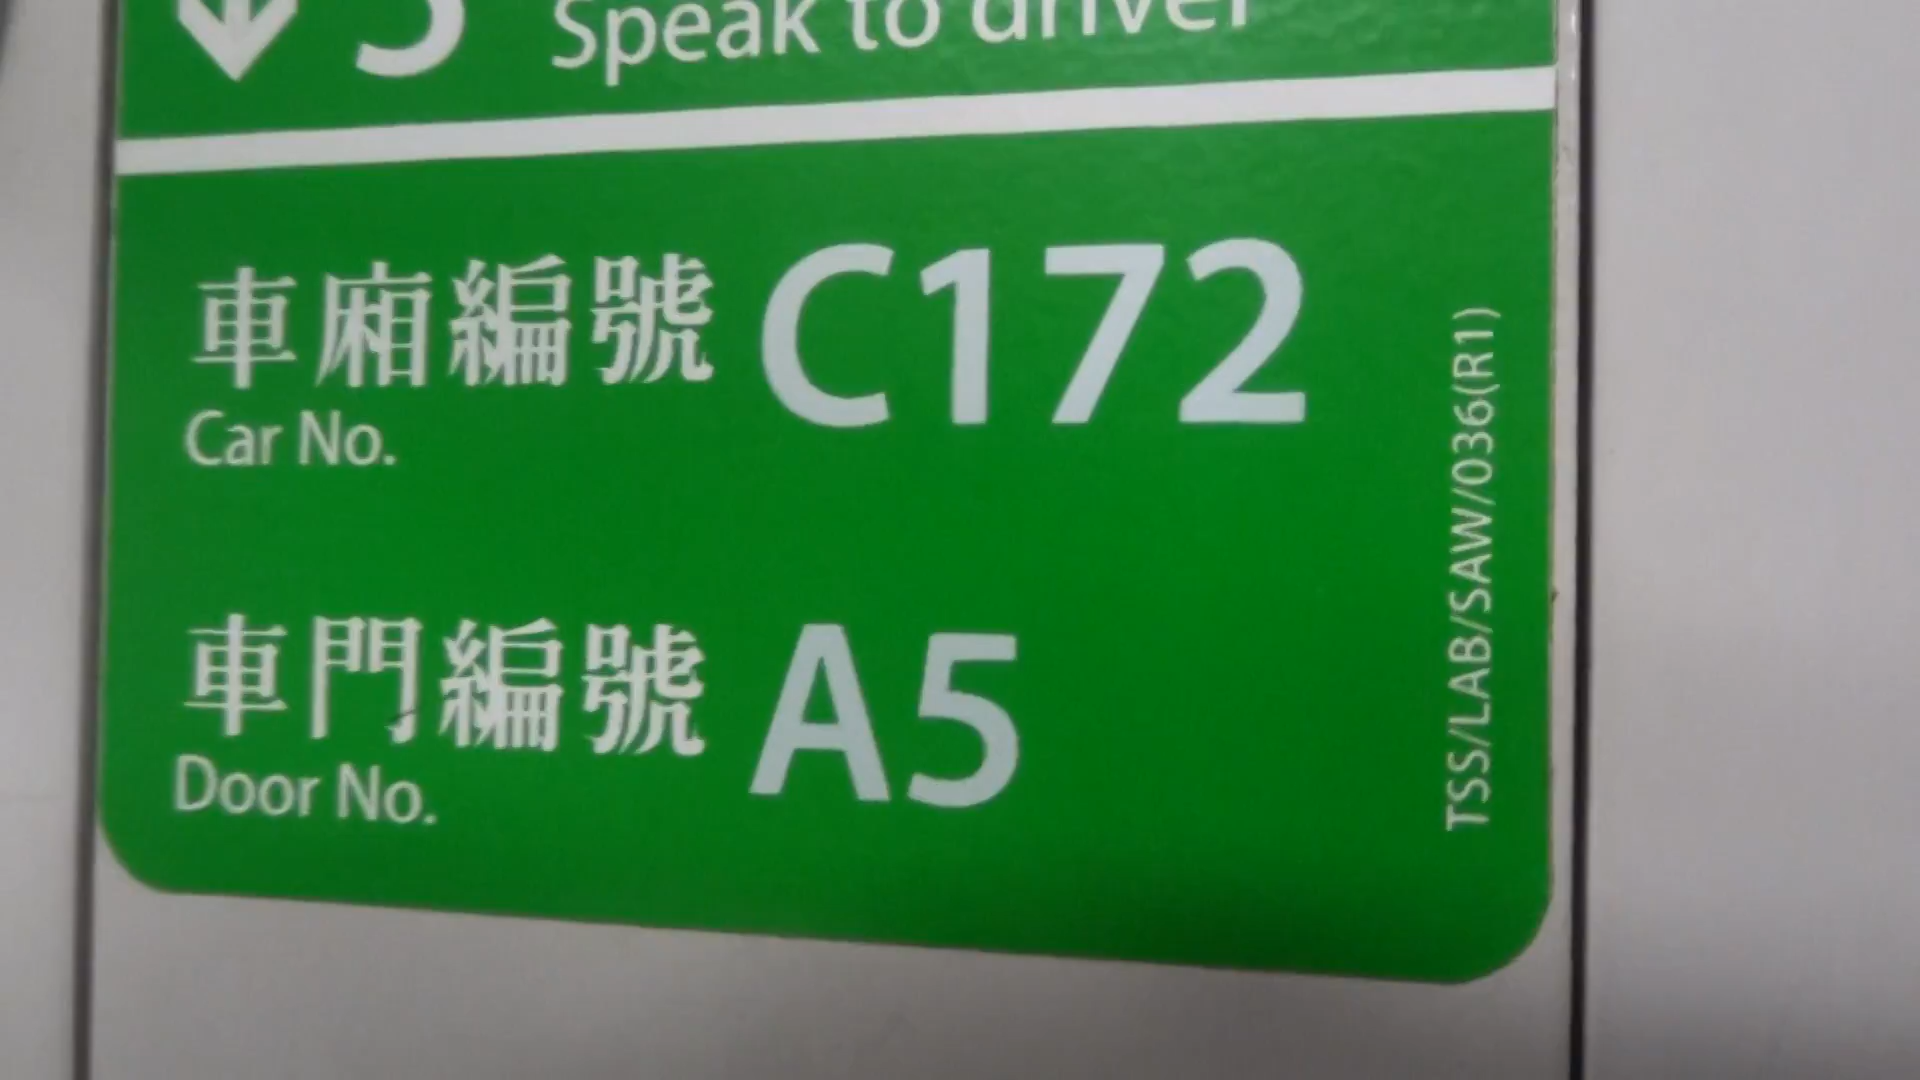 3 Speak to driver
車廂編號 C172
Car No.
車門編號 A5
Door No.
TSS/LAB/SAW/036(R1)